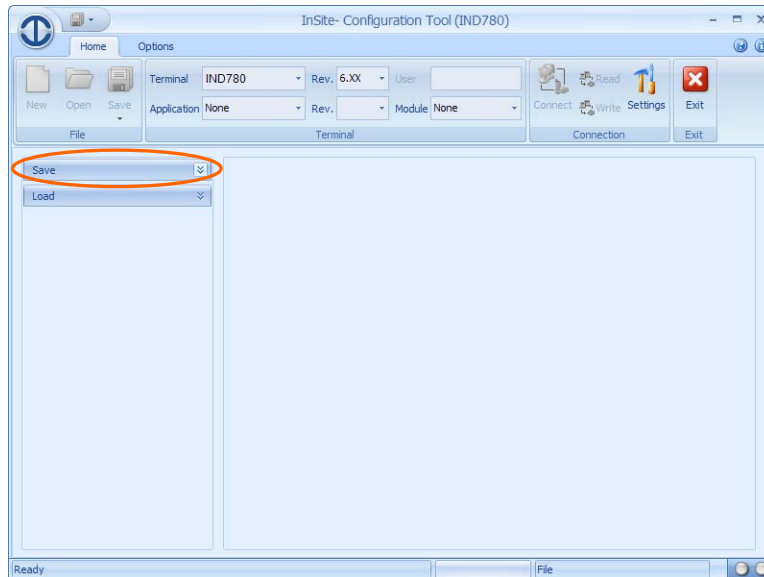 InSite- Configuration Tool (IND780)
Home Options
New Open Save
Terminal IND780 Rev. 6.XX User
Application None Rev. Module None
Connect Read Write Settings
Exit
File Terminal Connection Exit
Save
Load
Ready File